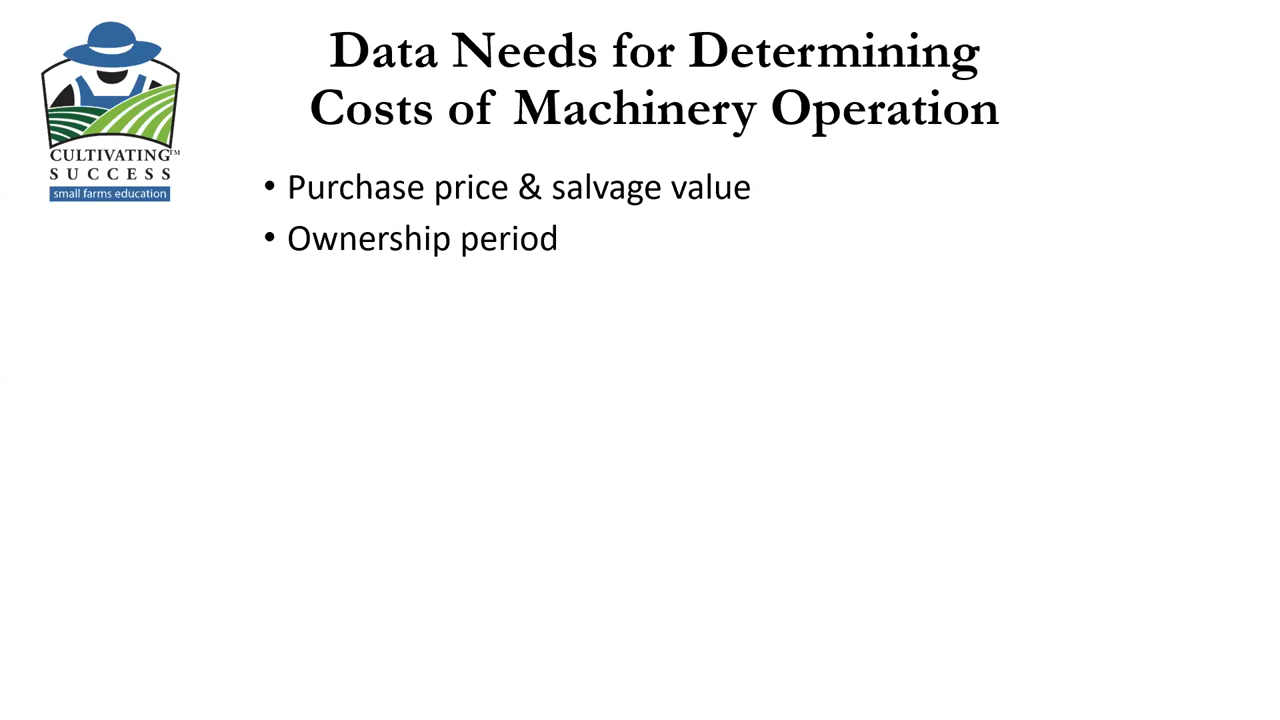 Data Needs for Determining
Costs of Machinery Operation
CULTIVATING™
SUCCESS
small farms education
• Purchase price & salvage value
• Ownership period